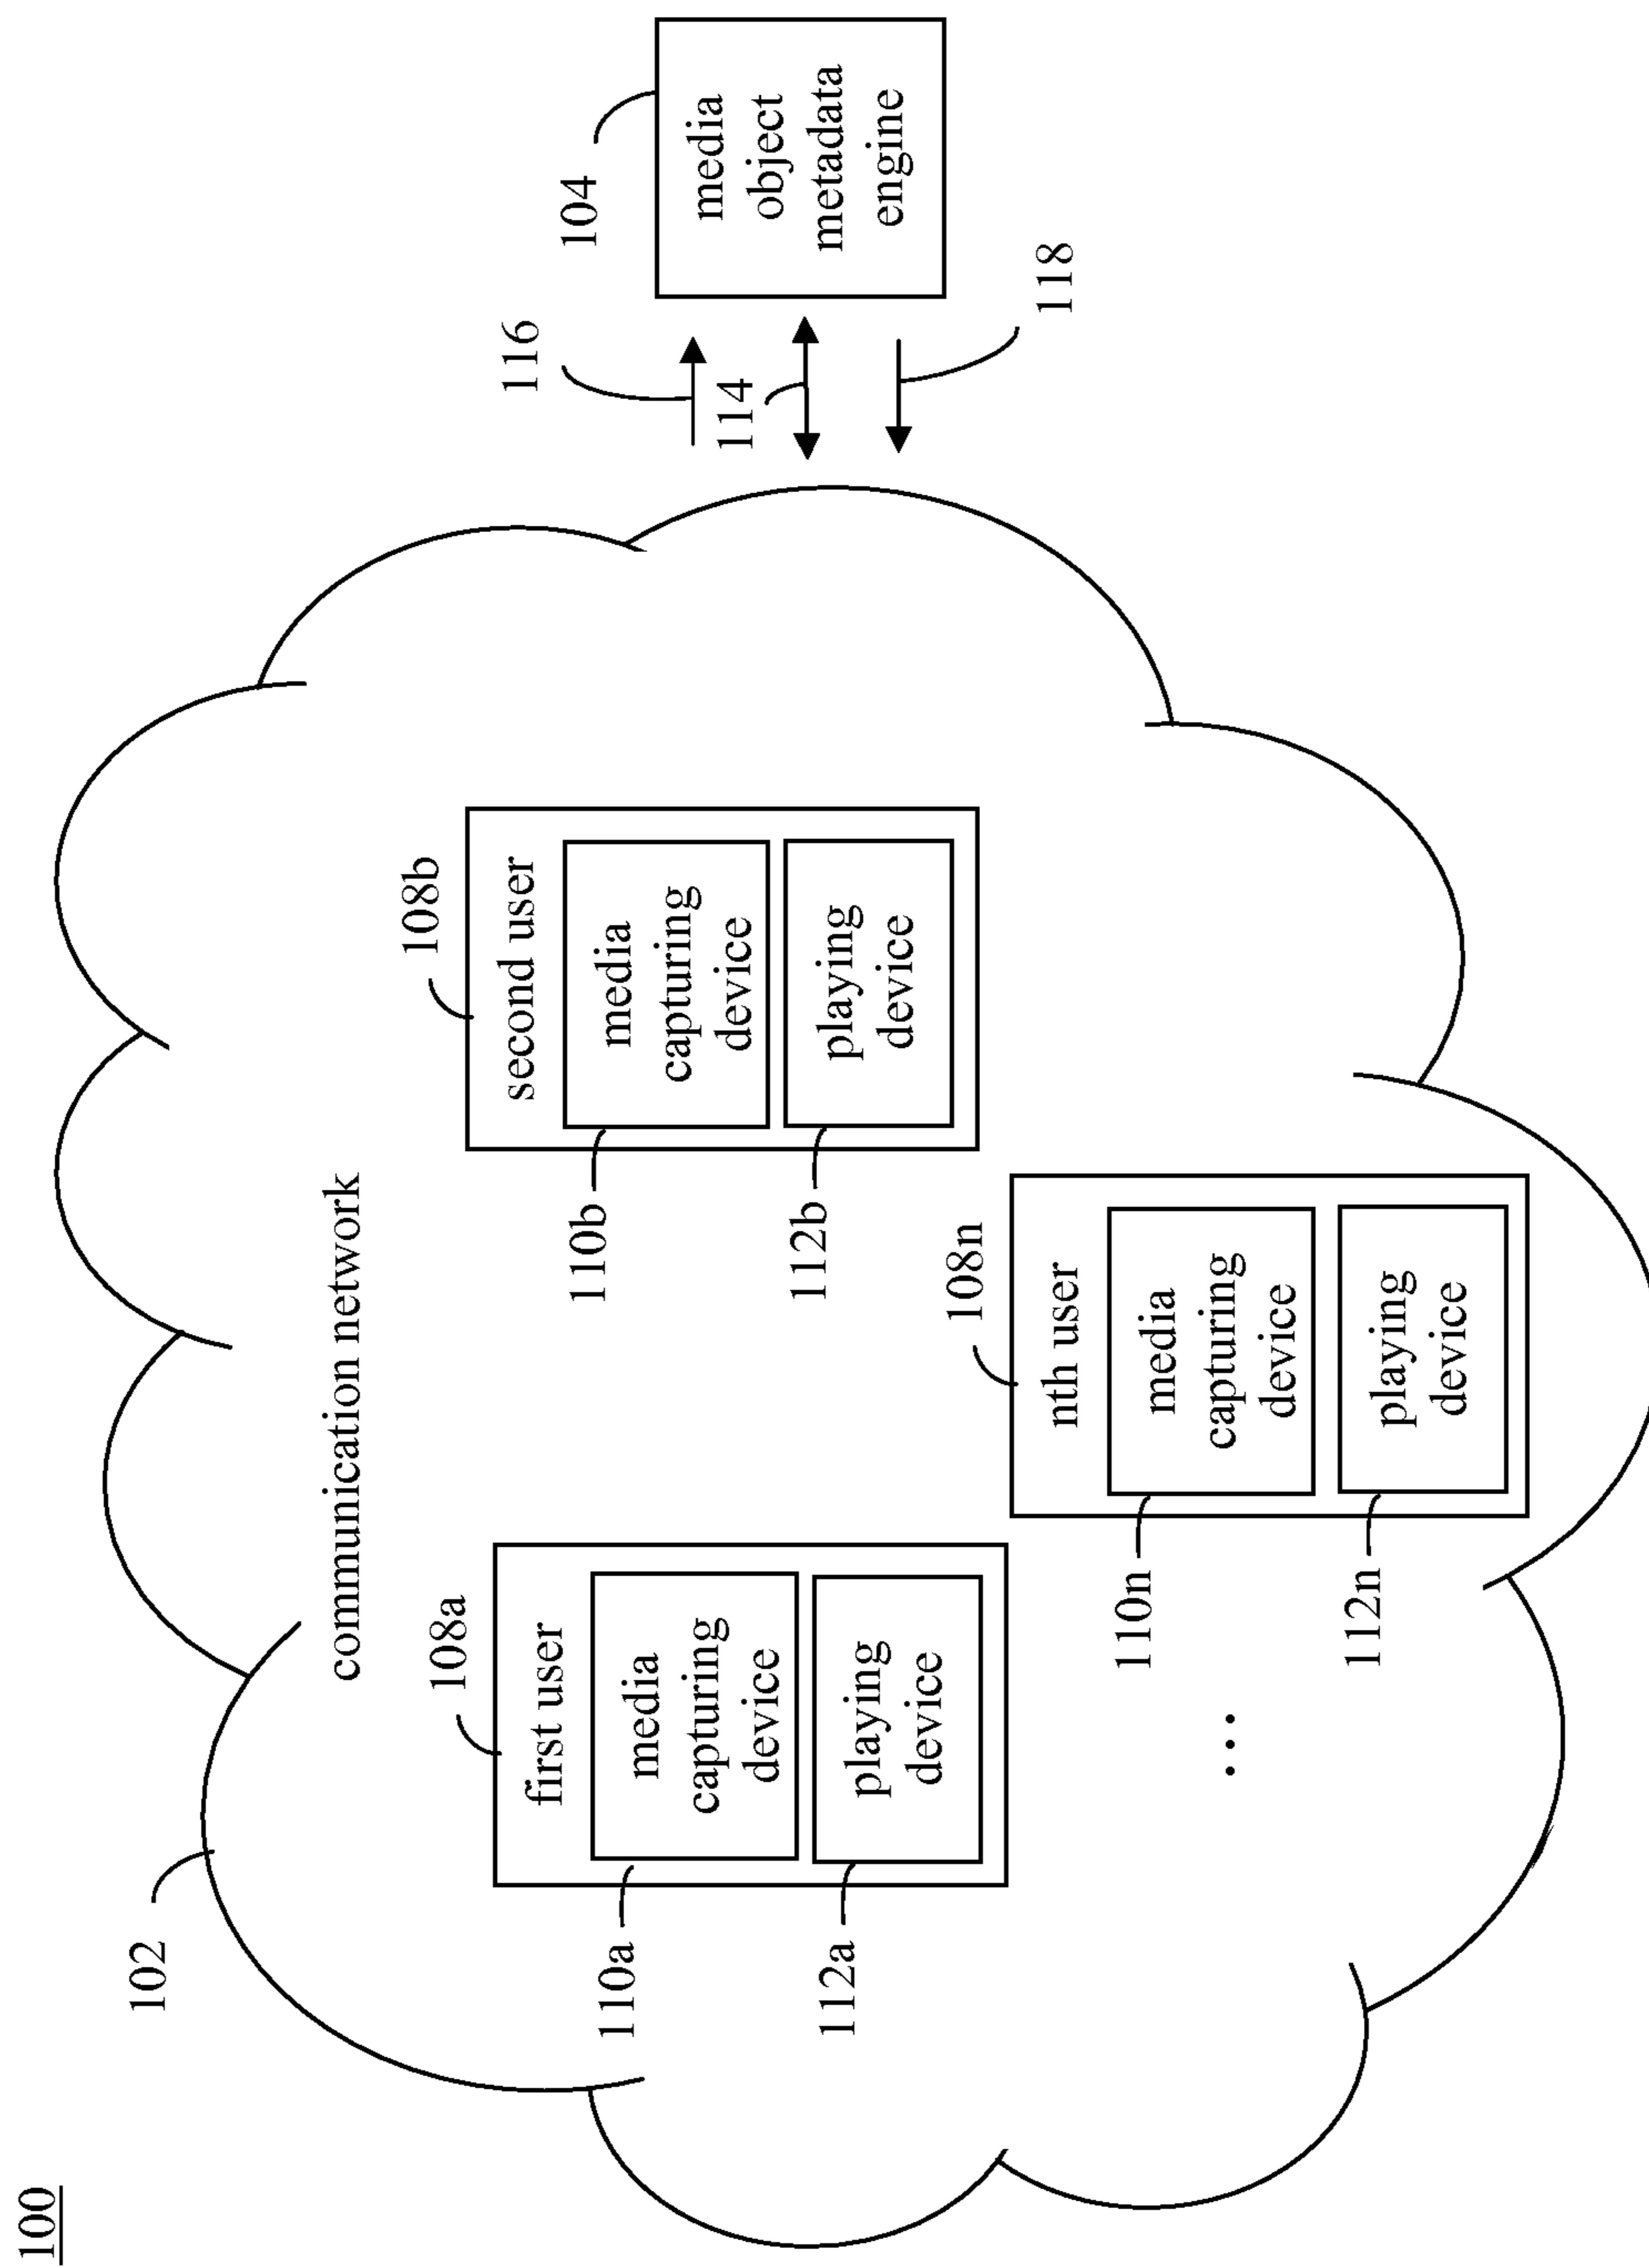 100
102
communication network
108a
first user
110a
media
capturing
device
112a
playing
device
108b
second user
110b
media
capturing
device
112b
playing
device
...
108n
nth user
110n
media
capturing
device
112n
playing
device
116
114
118
104
media
object
metadata
engine